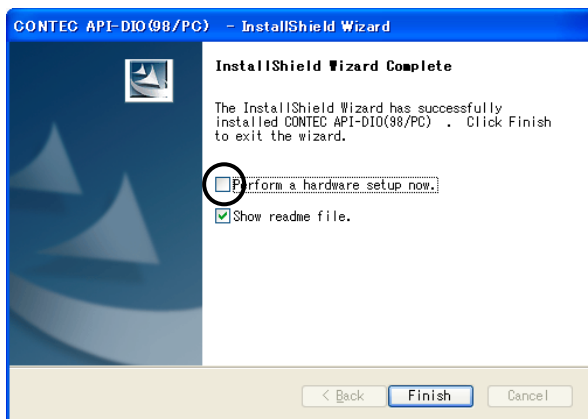 CONTEC API-DIO(98/PC) - InstallShield Wizard
InstallShield Wizard Complete
The InstallShield Wizard has successfully
installed CONTEC API-DIO(98/PC) . Click Finish
to exit the wizard.
Perform a hardware setup now.
Show readme file.
< Back
Finish
Cancel